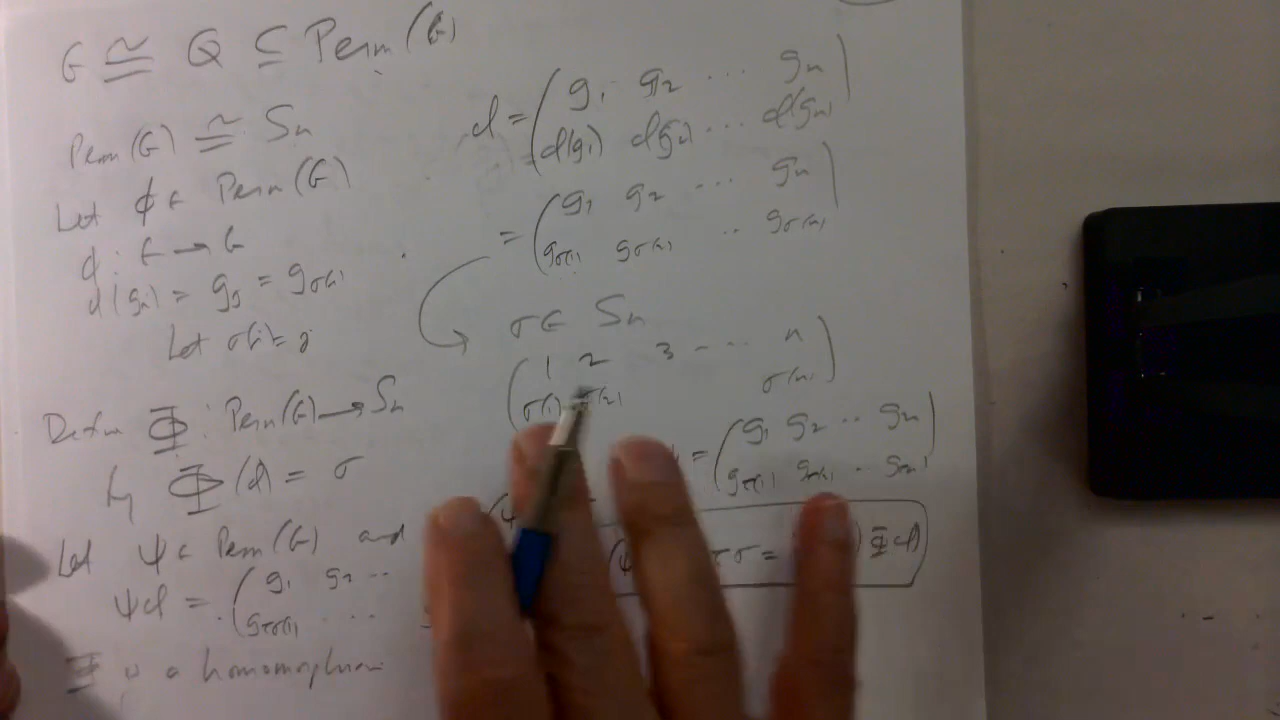 G ≅ Q ⊆ Perm(G)
Perm(G) ≅ Sn
Let ϕ ∈ Perm(G)
ϕ: G → G
ϕ(gi) = gj = gσ(i)
Let σ(i) = j
Define Φ: Perm(G) → Sn
by Φ(ϕ) = σ
Let ψ ∈ Perm(G) and
ψϕ = ( g1 g2 ···
gτσ(1) ···
Φ is a homomorphism
ϕ = ( g1 g2 ··· gn )
ϕ(g1) ϕ(g2) ··· ϕ(gn)
= ( g1 g2 ··· gn )
gσ(1) gσ(2) ·· gσ(n)
σ ∈ Sn
( 1 2 3 ··· n )
σ(1) σ(2) σ(n)
= ( g1 g2 ·· gn )
gτ(1) gτ(2) ·· gτ(n)
τσ = ) Φ(ϕ)